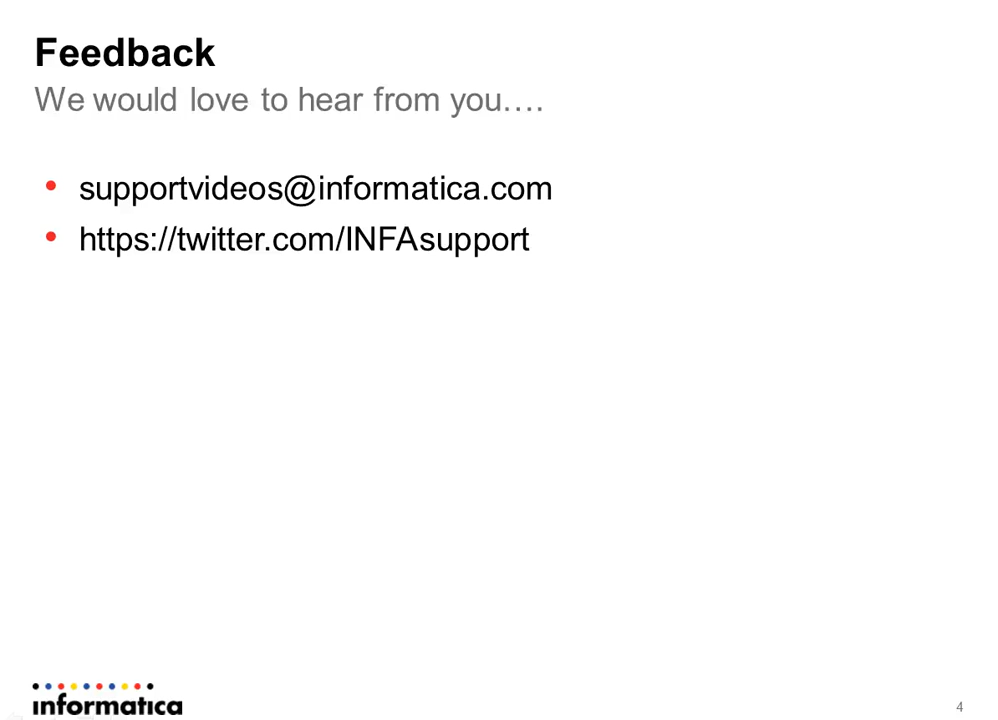 Feedback
We would love to hear from you….
• supportvideos@informatica.com
• https://twitter.com/INFAsupport
informatica
4